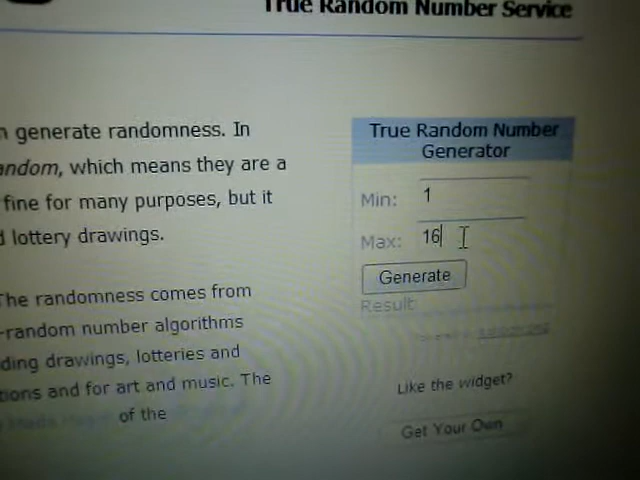 True Random Number Service
generate randomness. In
andom, which means they are a
fine for many purposes, but it
lottery drawings.
The randomness comes from
-random number algorithms
ding drawings, lotteries and
tions and for art and music. The
of the
True Random Number
Generator
Min: 1
Max: 16
Generate
Result:
Like the widget?
Get Your Own